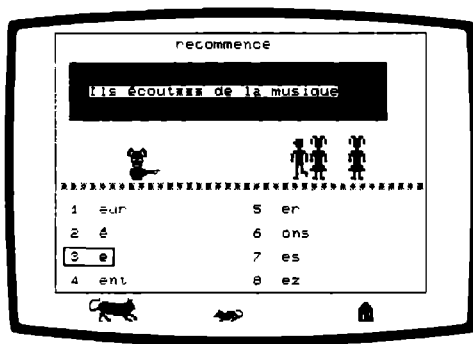 recommence
Ils écout*** de la musique
1 eur 5 er
2 é 6 ons
3 e 7 es
4 ent 8 ez